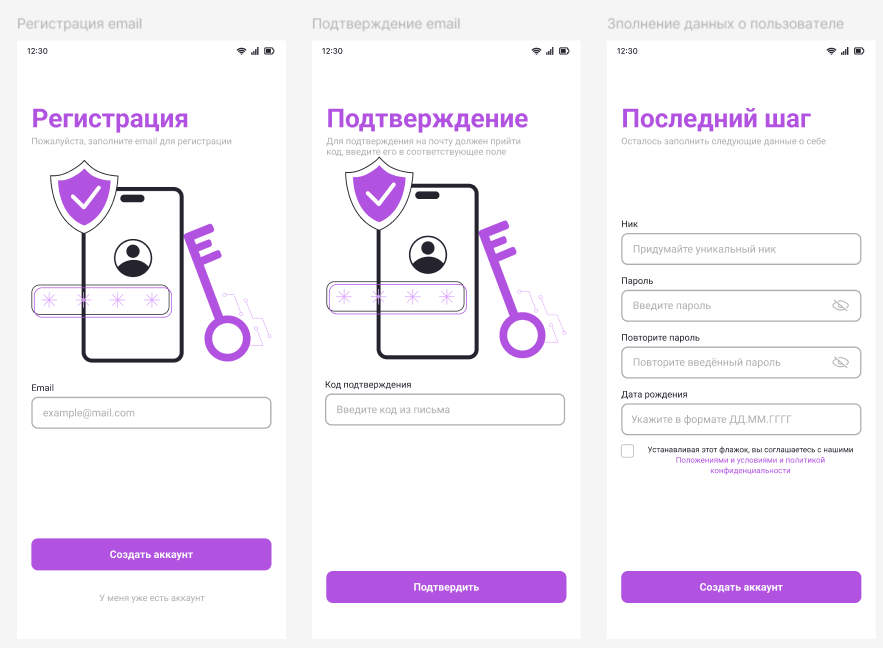 Регистрация email
12:30
Регистрация
Пожалуйста, заполните email для регистрации
Email
example@mail.com
Создать аккаунт
У меня уже есть аккаунт
Подтверждение email
12:30
Подтверждение
Для подтверждения на почту должен прийти
код, введите его в соответствующее поле
Код подтверждения
Введите код из письма
Подтвердить
Зполнение данных о пользователе
12:30
Последний шаг
Осталось заполнить следующие данные о себе
Ник
Придумайте уникальный ник
Пароль
Введите пароль
Повторите пароль
Повторите введённый пароль
Дата рождения
Укажите в формате ДД.ММ.ГГГГ
Устанавливая этот флажок, вы соглашаетесь с нашими
Положениями и условиями и политикой
конфиденциальности
Создать аккаунт